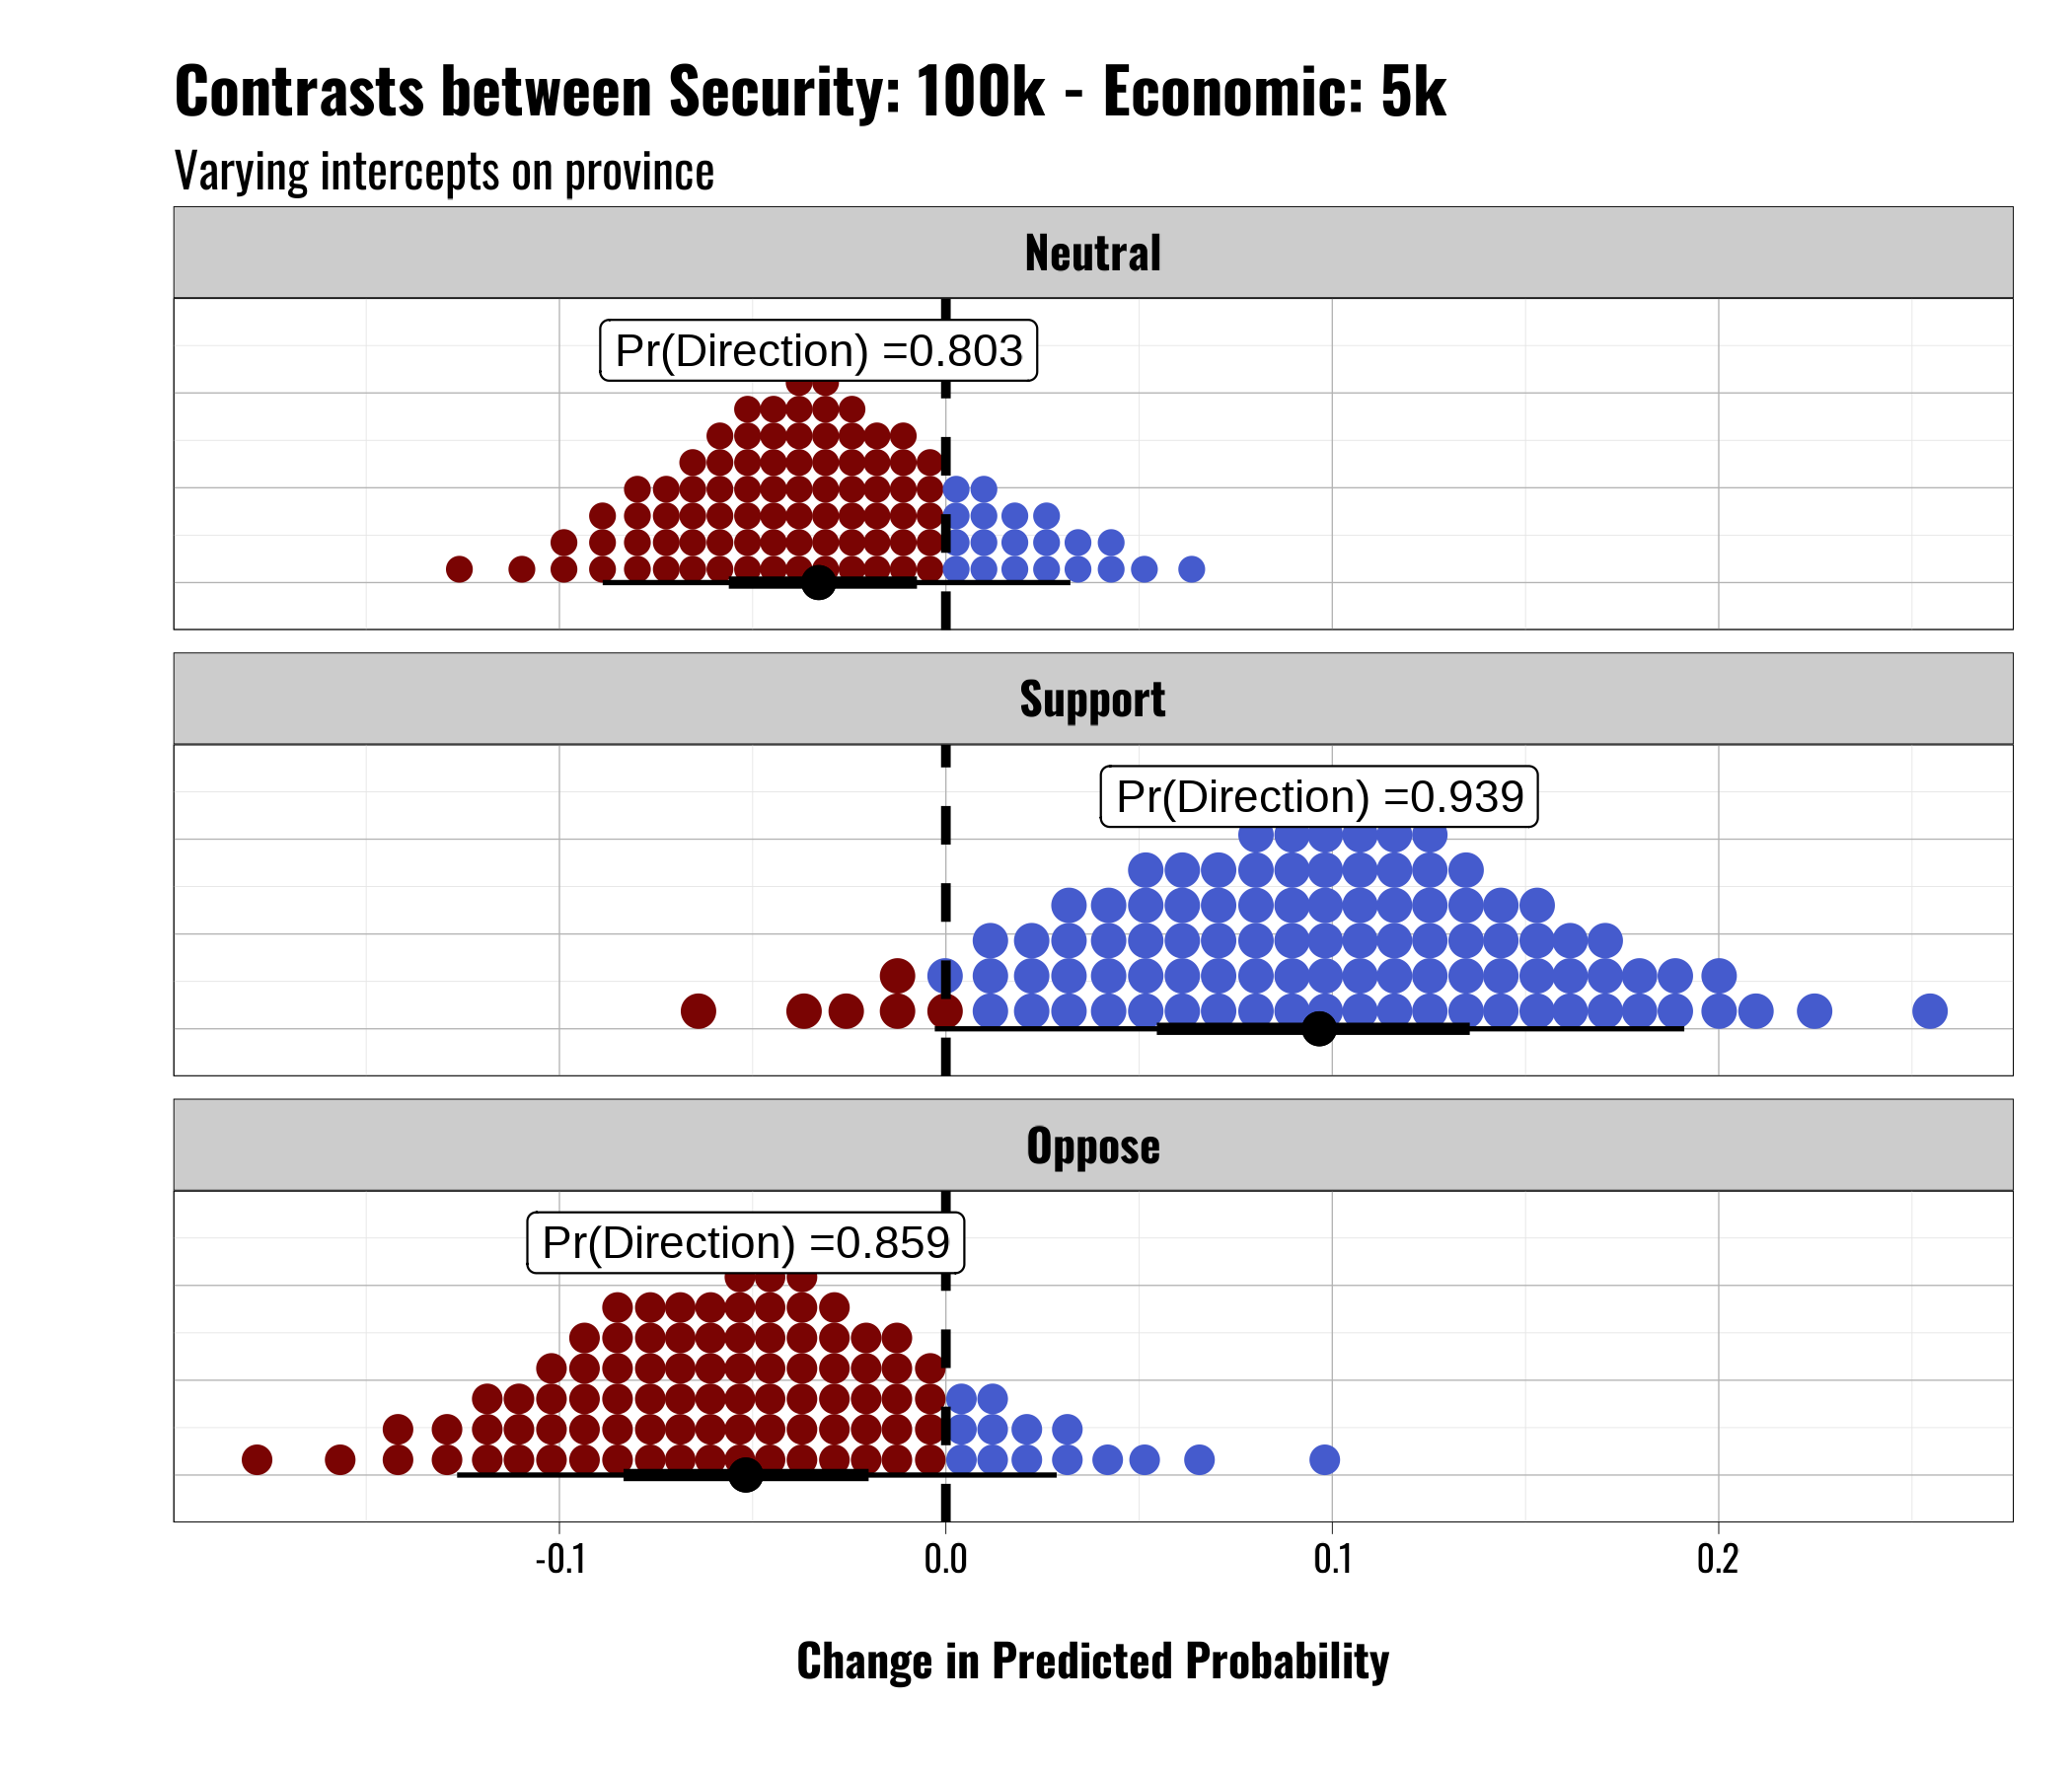 Contrasts between Security: 100k - Economic: 5k
Varying intercepts on province
Neutral
Pr(Direction) =0.803
Support
Pr(Direction) =0.939
Oppose
Pr(Direction) =0.859
-0.1 0.0 0.1 0.2
Change in Predicted Probability